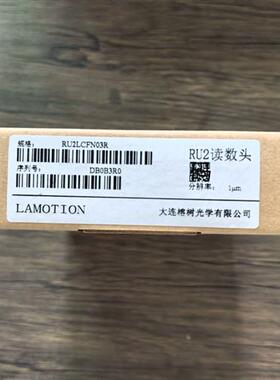 规格: RU2LCFN03R
序列号: DB0B3R0
RU2读数头
分辨率: 1μm
LAMOTION
大连榕树光学有限公司